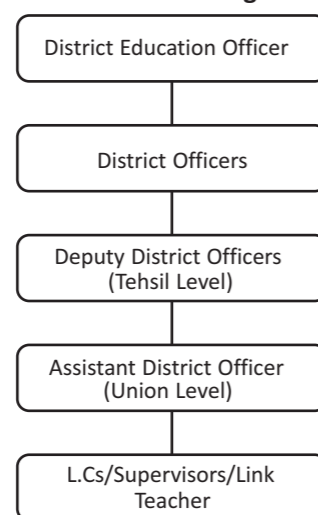 District Education Officer
District Officers
Deputy District Officers
(Tehsil Level)
Assistant District Officer
(Union Level)
L.Cs/Supervisors/Link
Teacher